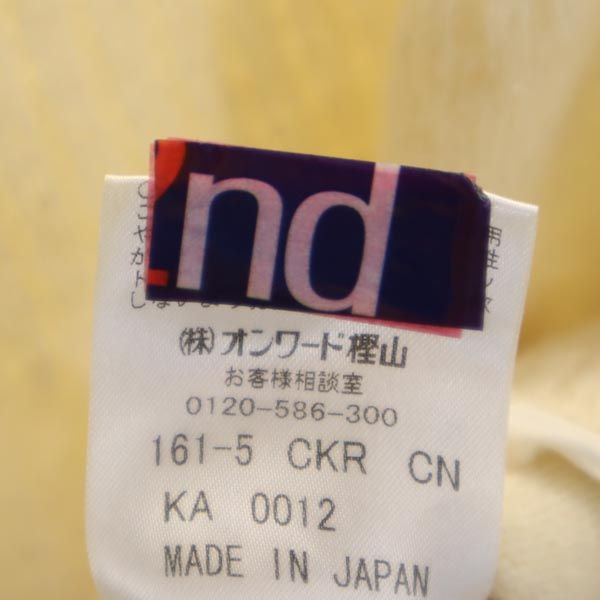 nd
(株)オンワード樫山
お客様相談室
0120-586-300
161-5 CKR CN
KA 0012
MADE IN JAPAN